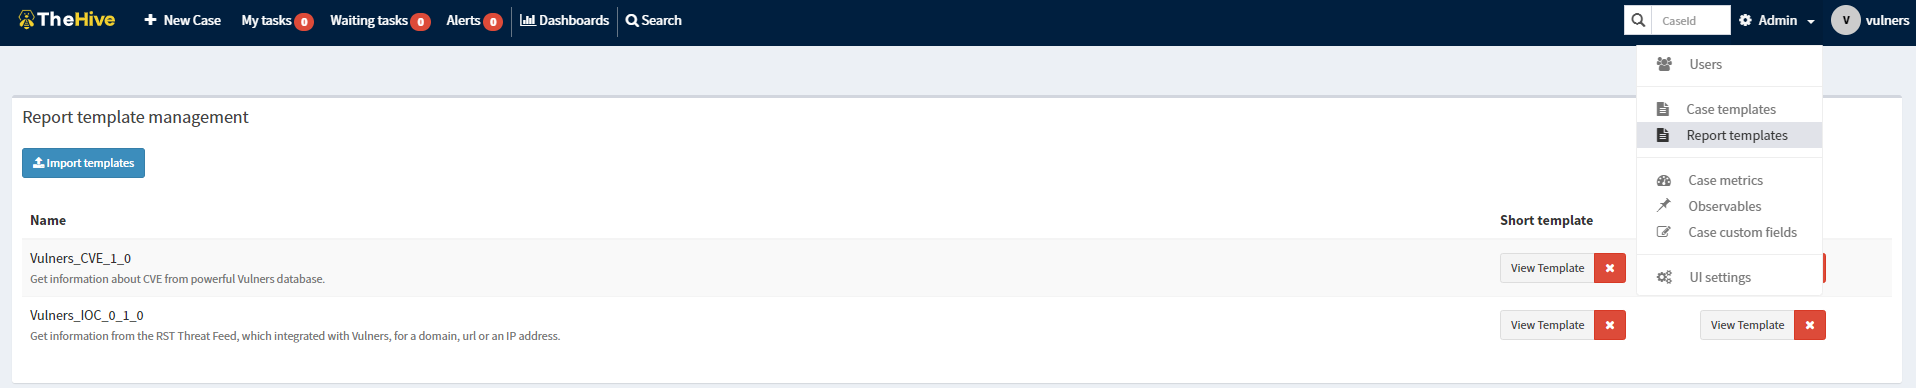 TheHive New Case My tasks 0 Waiting tasks 0 Alerts 0 Dashboards Search CaseId Admin V vulners
Users
Case templates
Report templates
Case metrics
Observables
Case custom fields
UI settings
Report template management
Import templates
Name Short template
Vulners_CVE_1_0
Get information about CVE from powerful Vulners database.
View Template
Vulners_IOC_0_1_0
Get information from the RST Threat Feed, which integrated with Vulners, for a domain, url or an IP address.
View Template View Template